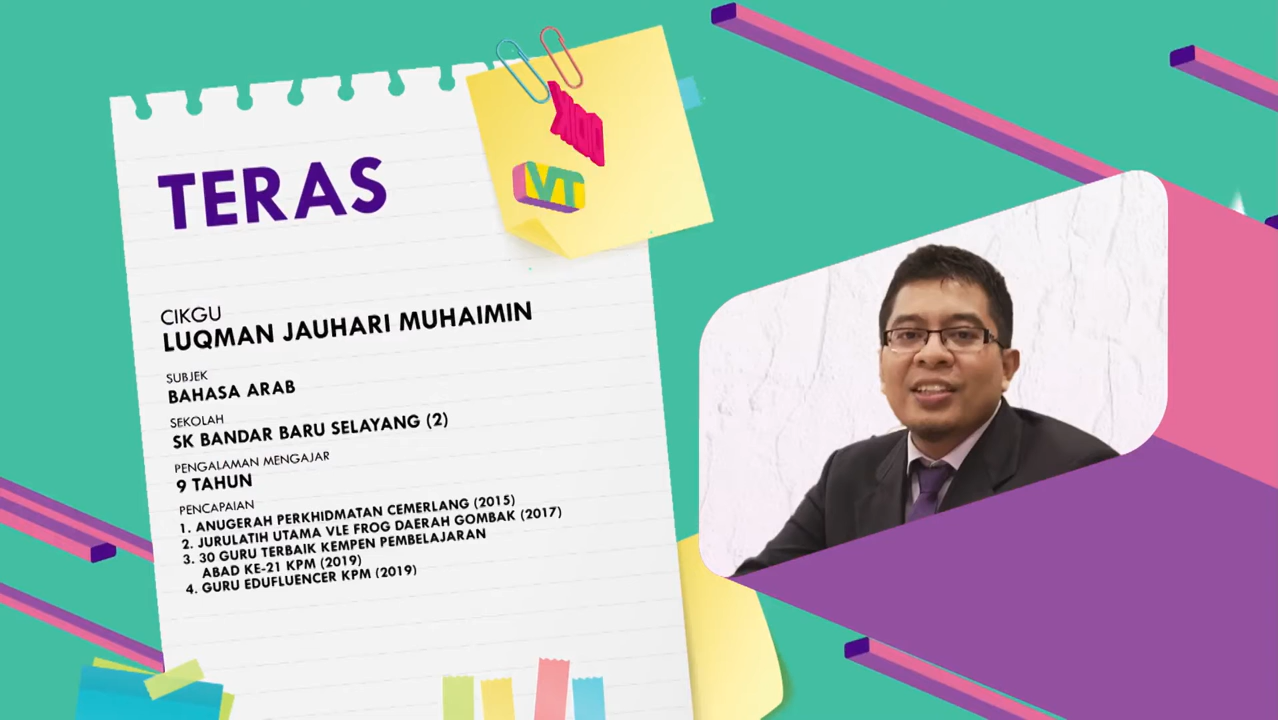 TERAS
CIKGU
LUQMAN JAUHARI MUHAIMIN
SUBJEK
BAHASA ARAB
SEKOLAH
SK BANDAR BARU SELAYANG (2)
PENGALAMAN MENGAJAR
9 TAHUN
PENCAPAIAN
1. ANUGERAH PERKHIDMATAN CEMERLANG (2015)
2. JURULATIH UTAMA VLE FROG DAERAH GOMBAK (2017)
3. 30 GURU TERBAIK KEMPEN PEMBELAJARAN
ABAD KE-21 KPM (2019)
4. GURU EDUFLUENCER KPM (2019)